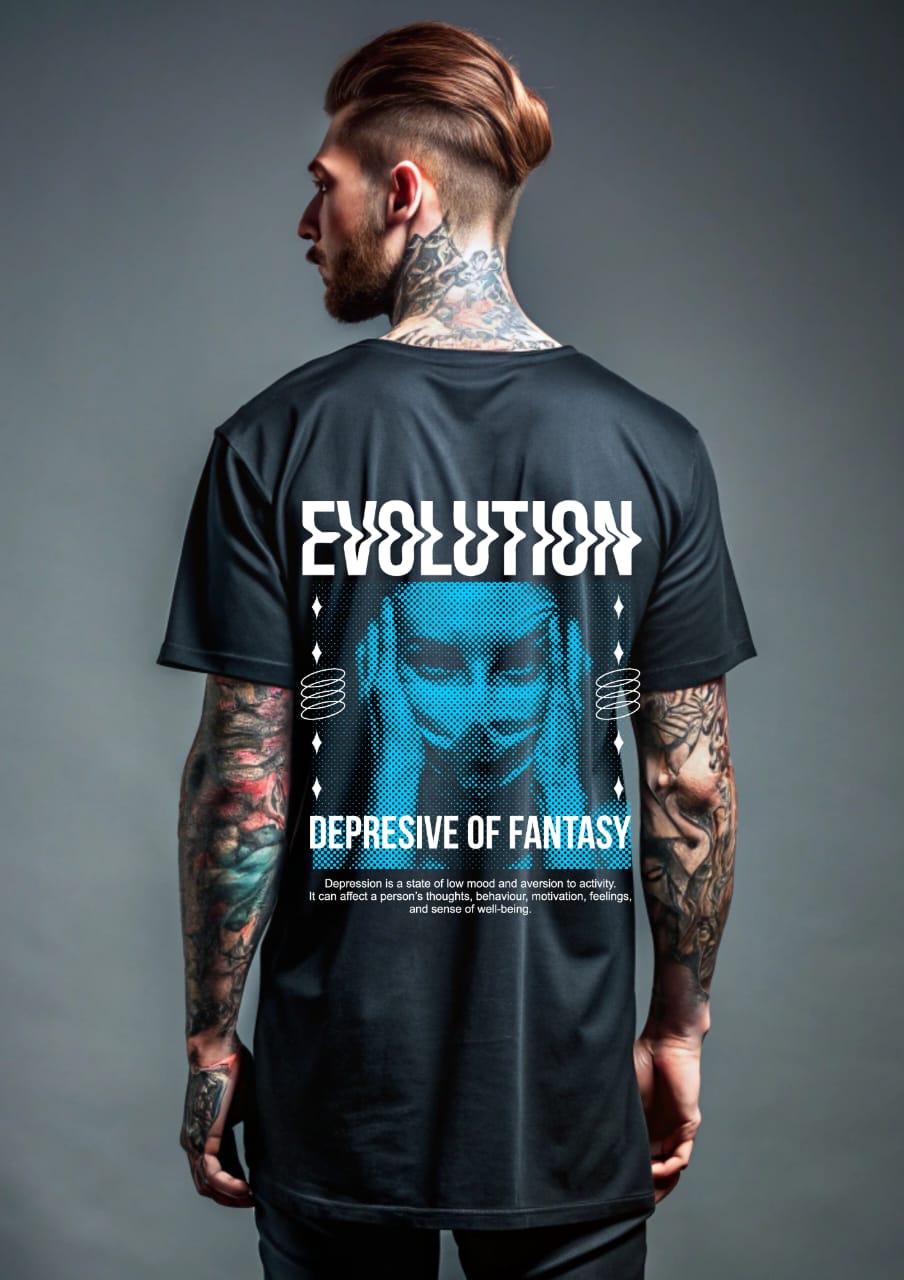 EVOLUTION
DEPRESIVE OF FANTASY
Depression is a state of low mood and aversion to activity.
It can affect a person's thoughts, behaviour, motivation, feelings,
and sense of well-being.